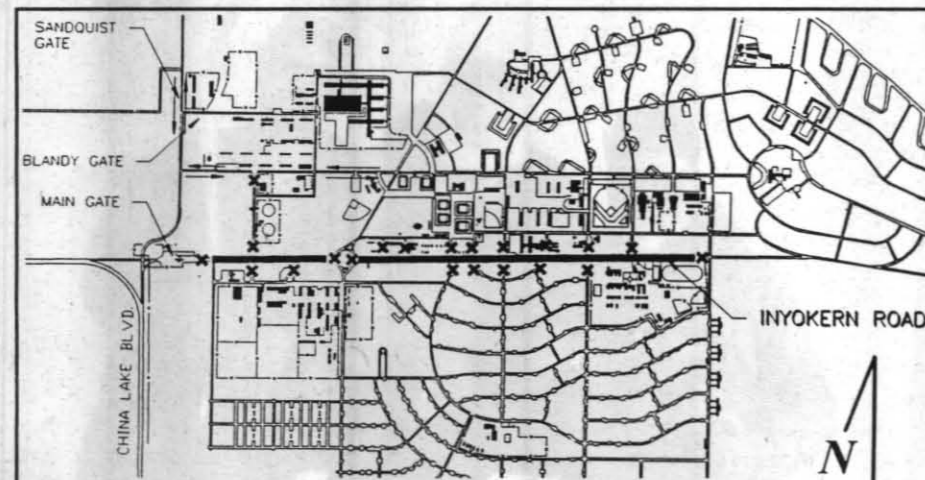 SANDQUIST
GATE
BLANDY GATE
MAIN GATE
INYOKERN ROAD
CHINA LAKE BLVD.
N